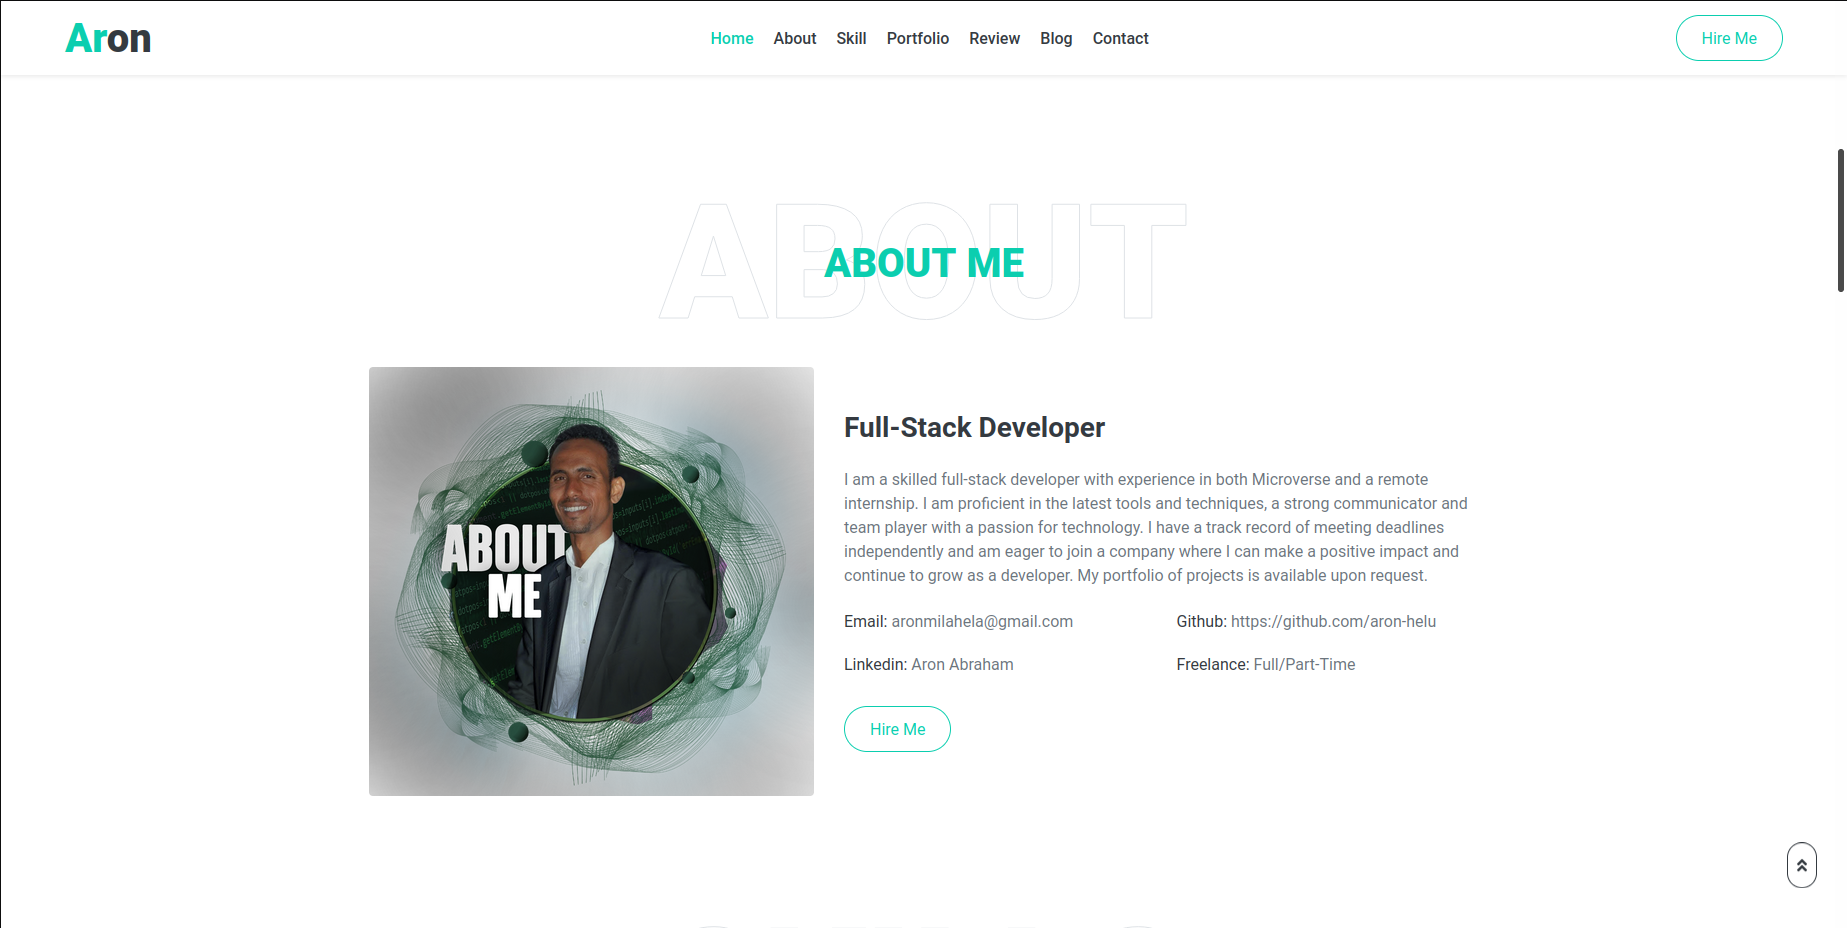 Aron
Home About Skill Portfolio Review Blog Contact
Hire Me
ABOUT
ABOUT ME
ABOUT
ME
Full-Stack Developer
I am a skilled full-stack developer with experience in both Microverse and a remote
internship. I am proficient in the latest tools and techniques, a strong communicator and
team player with a passion for technology. I have a track record of meeting deadlines
independently and am eager to join a company where I can make a positive impact and
continue to grow as a developer. My portfolio of projects is available upon request.
Email: aronmilahela@gmail.com
Github: https://github.com/aron-helu
Linkedin: Aron Abraham
Freelance: Full/Part-Time
Hire Me